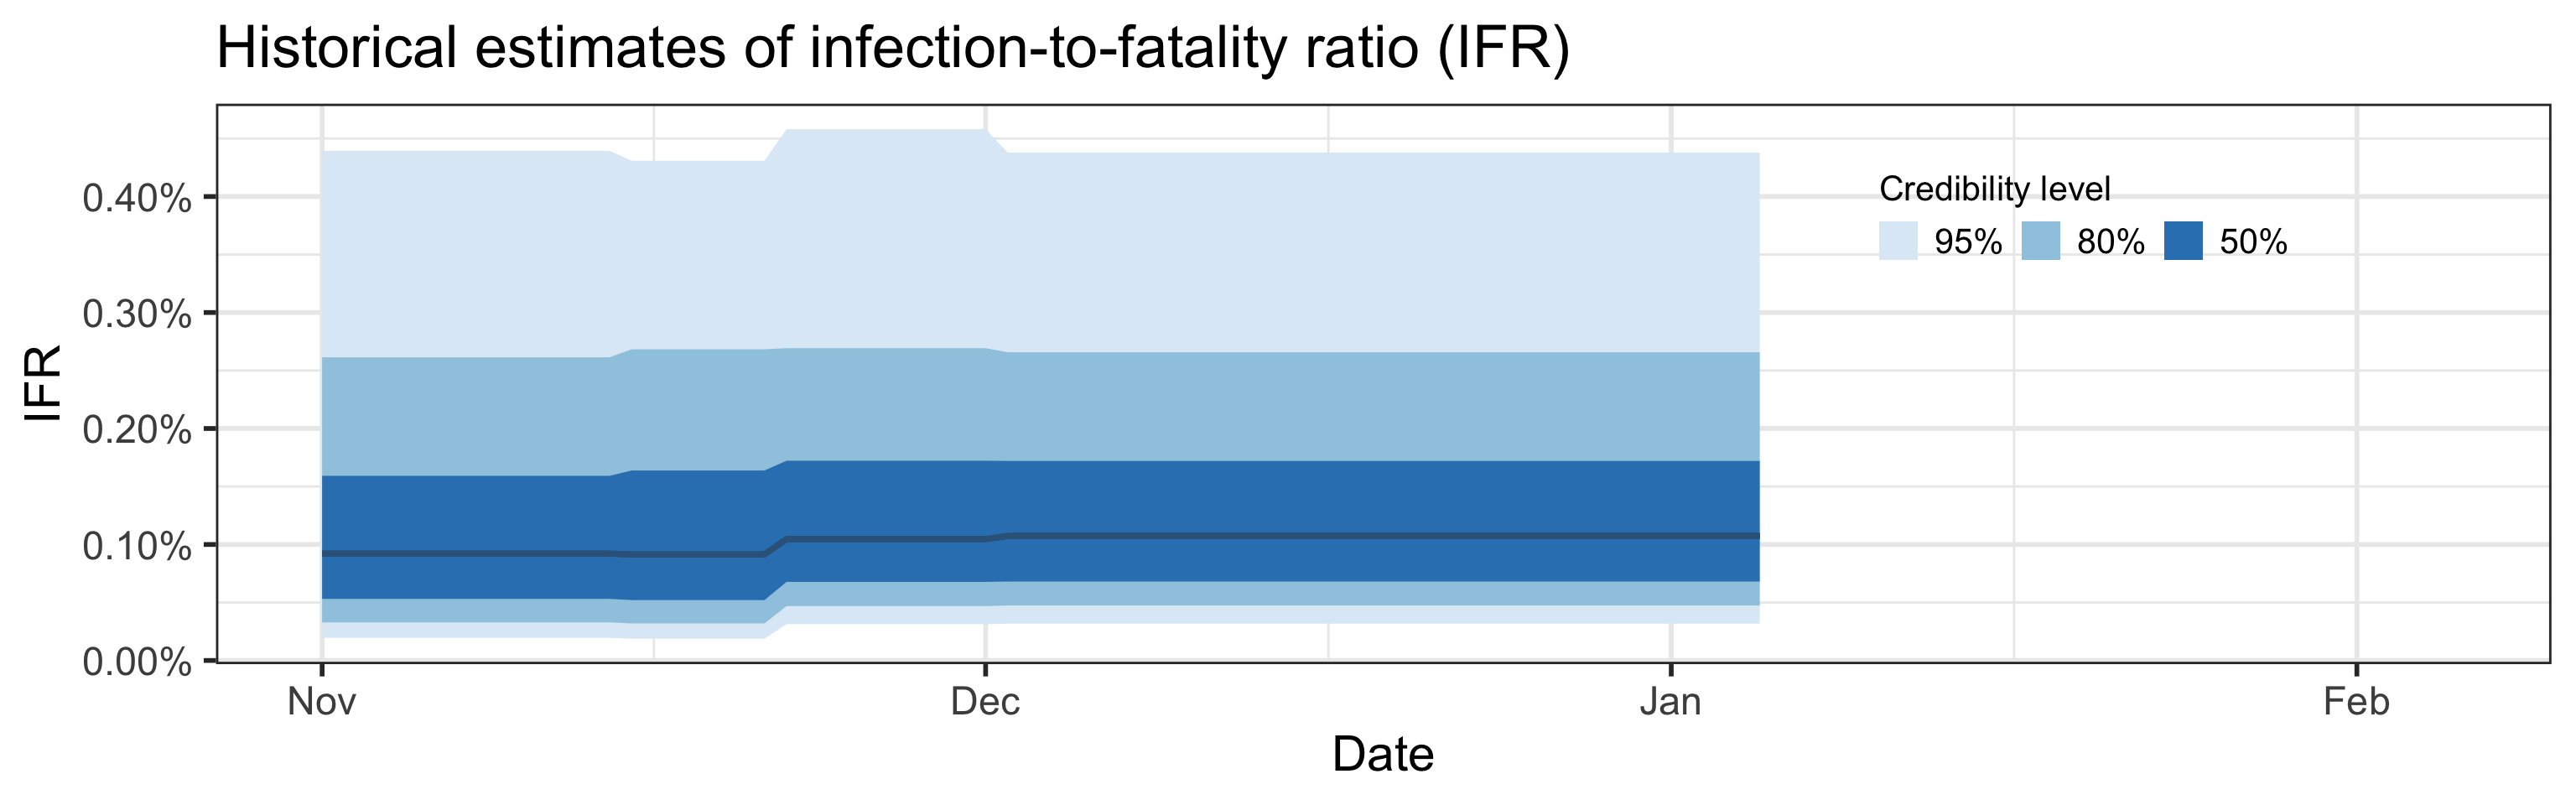 Historical estimates of infection-to-fatality ratio (IFR)
IFR
0.40%
0.30%
0.20%
0.10%
0.00%
Credibility level
95% 80% 50%
Nov Dec Jan Feb
Date